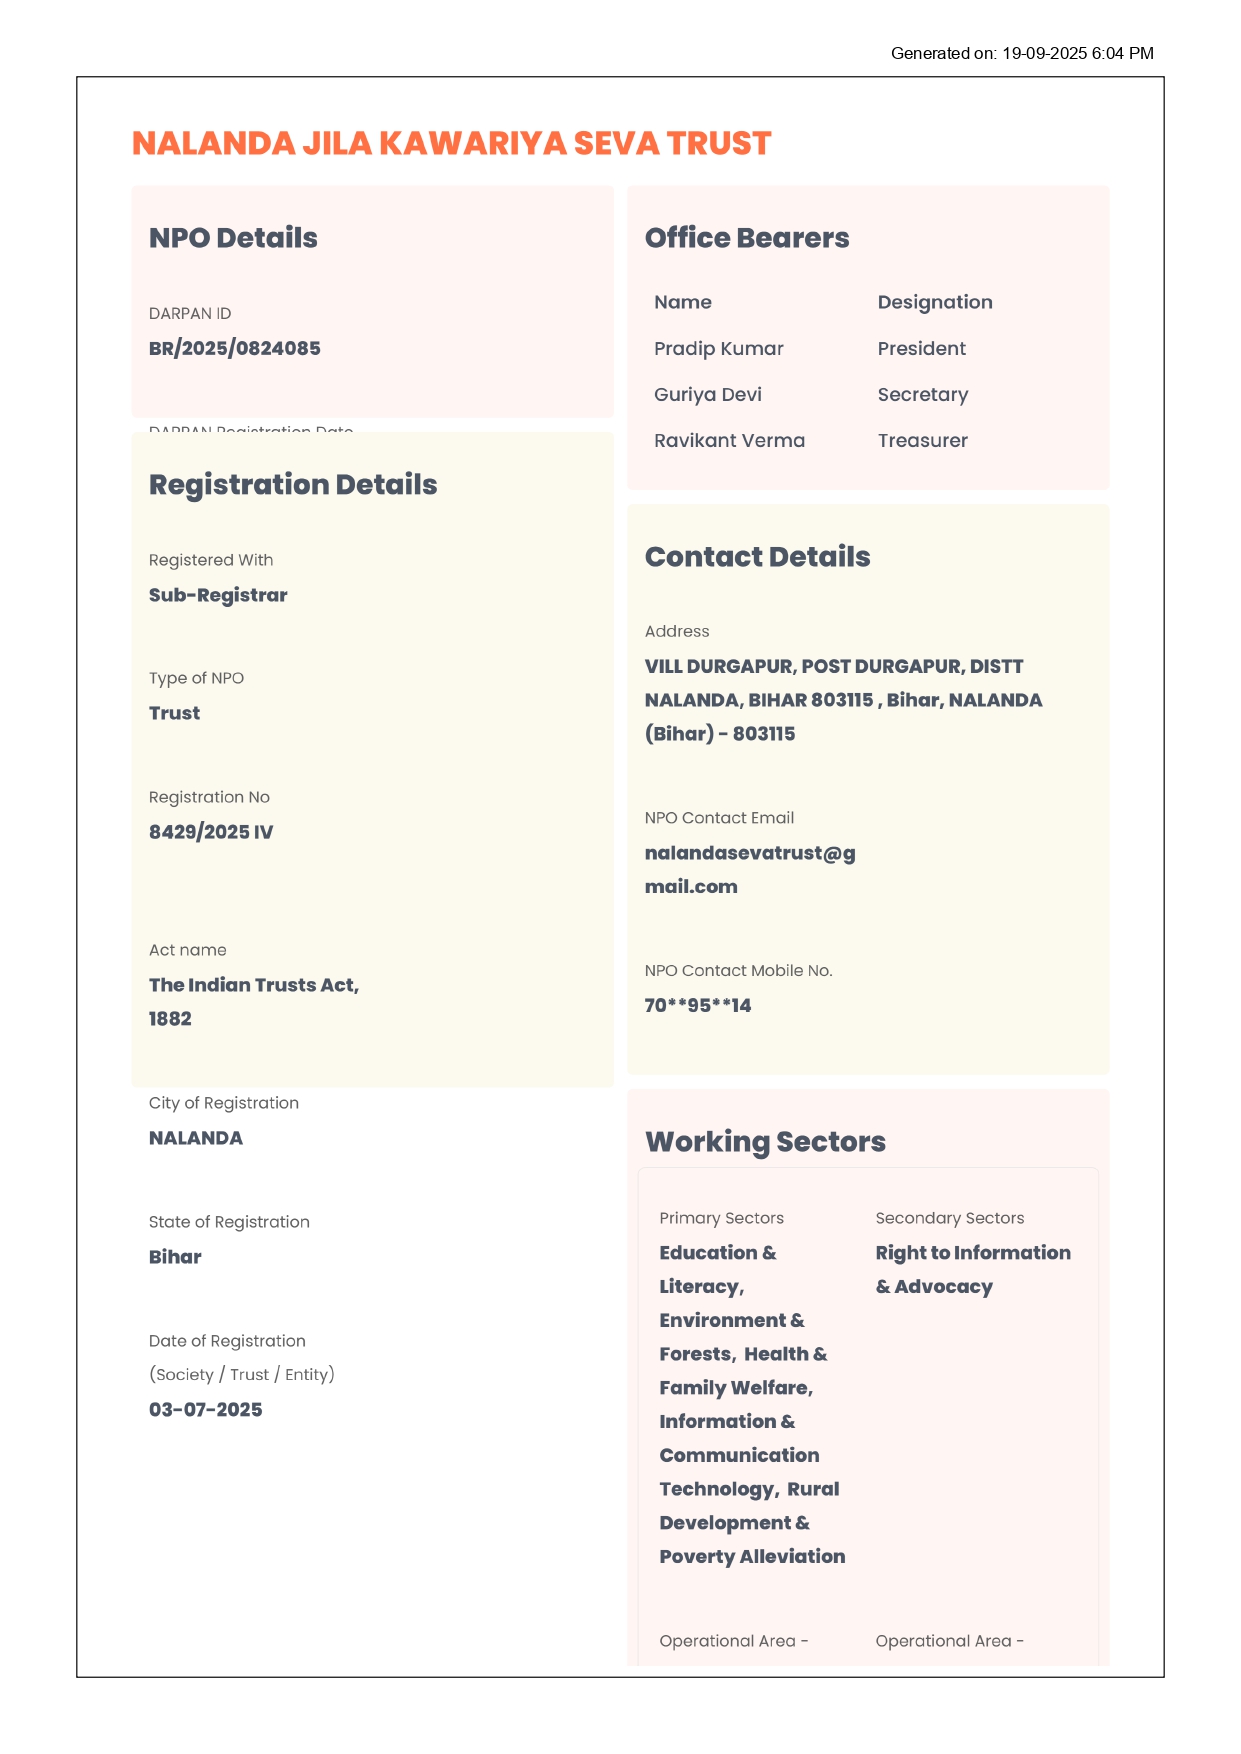 Generated on: 19-09-2025 6:04 PM
NALANDA JILA KAWARIYA SEVA TRUST
NPO Details
DARPAN ID
BR/2025/0824085
DARPAN Registration Date
Registration Details
Registered With
Sub-Registrar
Type of NPO
Trust
Registration No
8429/2025 IV
Act name
The Indian Trusts Act,
1882
City of Registration
NALANDA
State of Registration
Bihar
Date of Registration
(Society / Trust / Entity)
03-07-2025
Office Bearers
Name Designation
Pradip Kumar President
Guriya Devi Secretary
Ravikant Verma Treasurer
Contact Details
Address
VILL DURGAPUR, POST DURGAPUR, DISTT
NALANDA, BIHAR 803115 , Bihar, NALANDA
(Bihar) - 803115
NPO Contact Email
nalandasevatrust@g
mail.com
NPO Contact Mobile No.
70**95**14
Working Sectors
Primary Sectors
Education &
Literacy,
Environment &
Forests, Health &
Family Welfare,
Information &
Communication
Technology, Rural
Development &
Poverty Alleviation
Secondary Sectors
Right to Information
& Advocacy
Operational Area -
Operational Area -